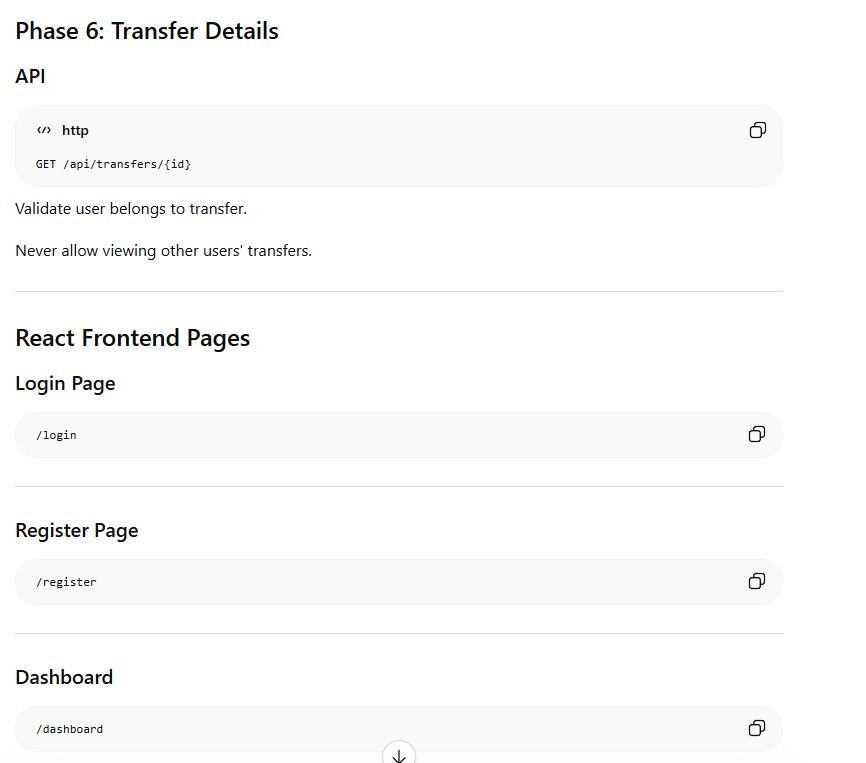 Phase 6: Transfer Details
API
http
GET /api/transfers/{id}
Validate user belongs to transfer.
Never allow viewing other users' transfers.
React Frontend Pages
Login Page
/login
Register Page
/register
Dashboard
/dashboard